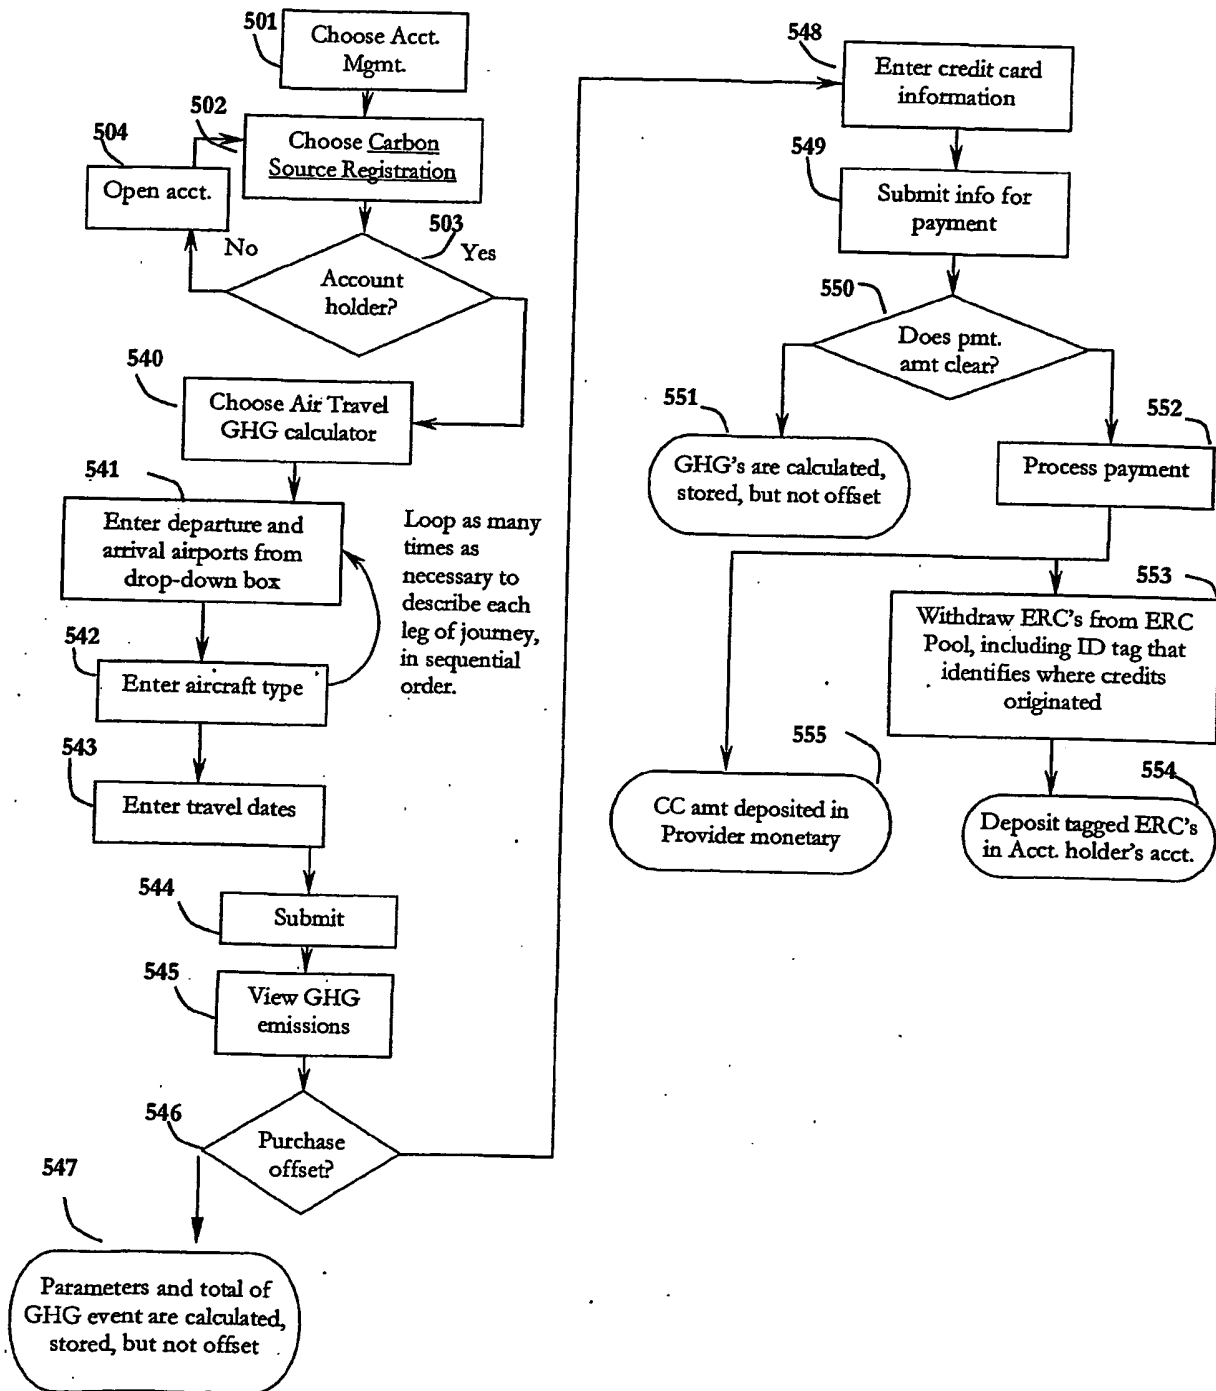 501
Choose Acct.
Mgmt.
502
Choose Carbon
Source Registration
504
Open acct.
503
No
Yes
Account
holder?
540
Choose Air Travel
GHG calculator
541
Enter departure and
arrival airports from
drop-down box
Loop as many
times as
necessary to
describe each
leg of journey,
in sequential
order.
542
Enter aircraft type
543
Enter travel dates
544
Submit
545
View GHG
emissions
546
Purchase
offset?
547
Parameters and total of
GHG event are calculated,
stored, but not offset
548
Enter credit card
information
549
Submit info for
payment
550
Does pmt.
amt clear?
551
GHG's are calculated,
stored, but not offset
552
Process payment
553
Withdraw ERC's from ERC
Pool, including ID tag that
identifies where credits
originated
555
CC amt deposited in
Provider monetary
554
Deposit tagged ERC's
in Acct. holder's acct.